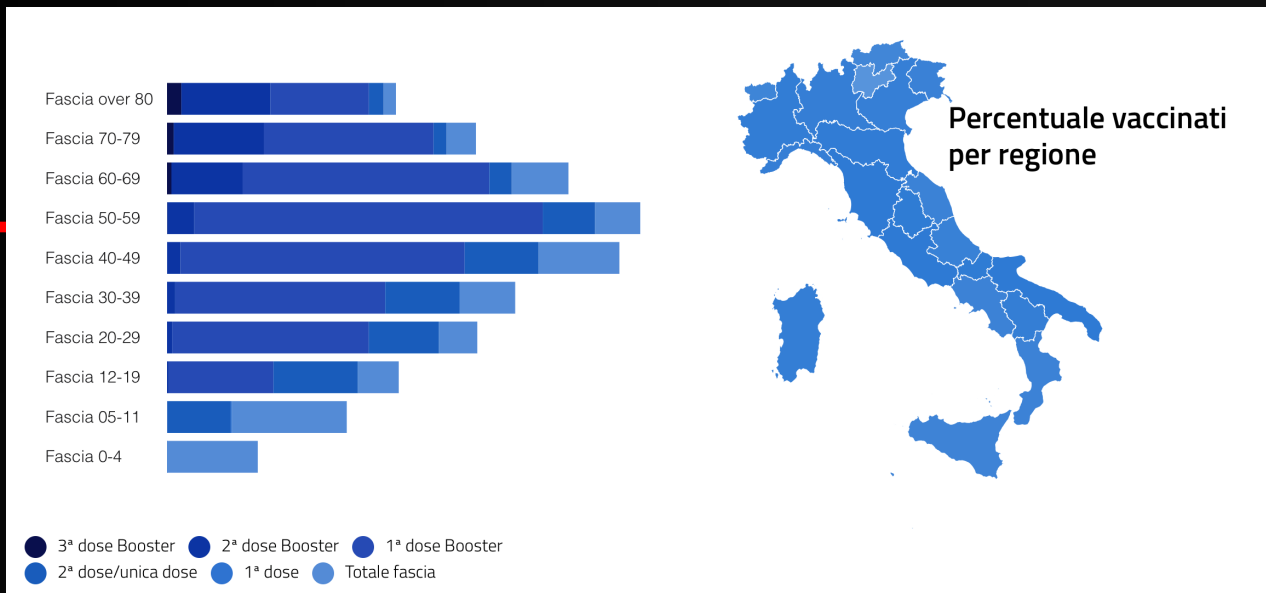 Fascia over 80
Fascia 70-79
Fascia 60-69
Fascia 50-59
Fascia 40-49
Fascia 30-39
Fascia 20-29
Fascia 12-19
Fascia 05-11
Fascia 0-4
3ª dose Booster
2ª dose Booster
1ª dose Booster
2ª dose/unica dose
1ª dose
Totale fascia
Percentuale vaccinati
per regione